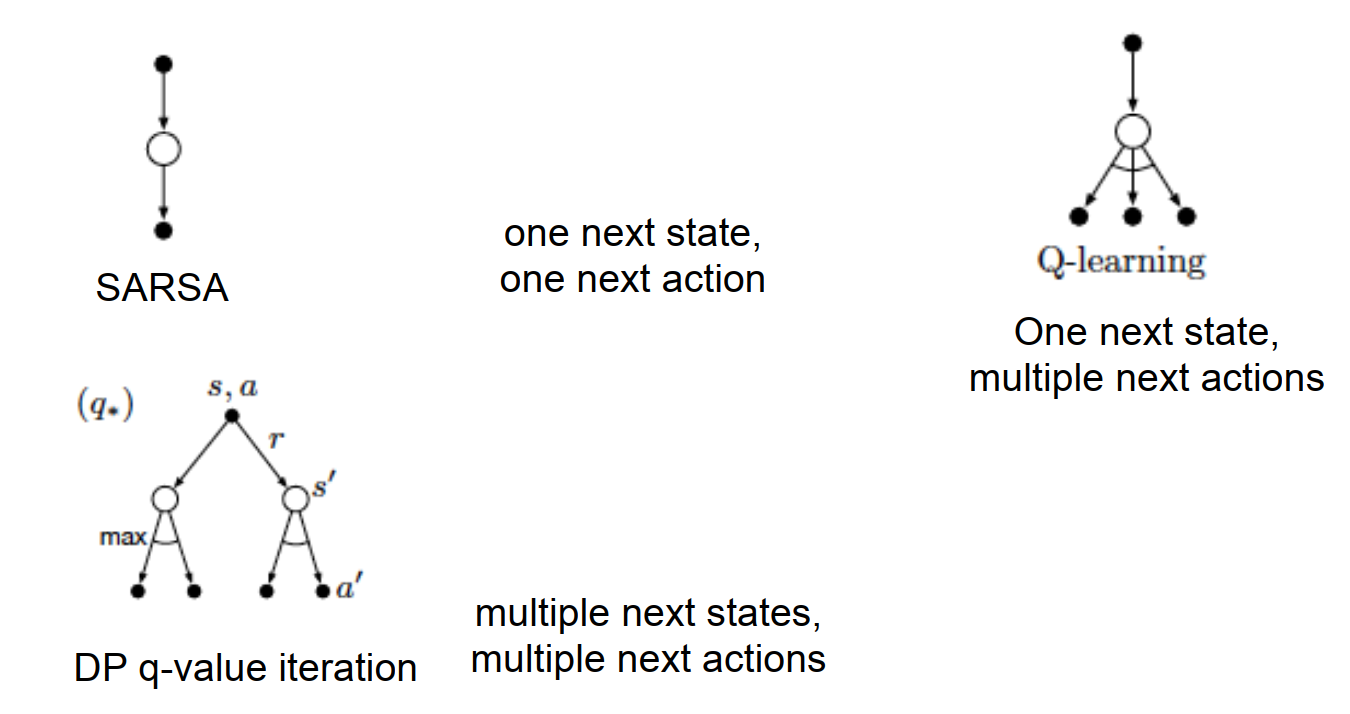 SARSA
one next state,
one next action
Q-learning
One next state,
multiple next actions
(q*)
s, a
r
s′
max
a′
DP q-value iteration
multiple next states,
multiple next actions